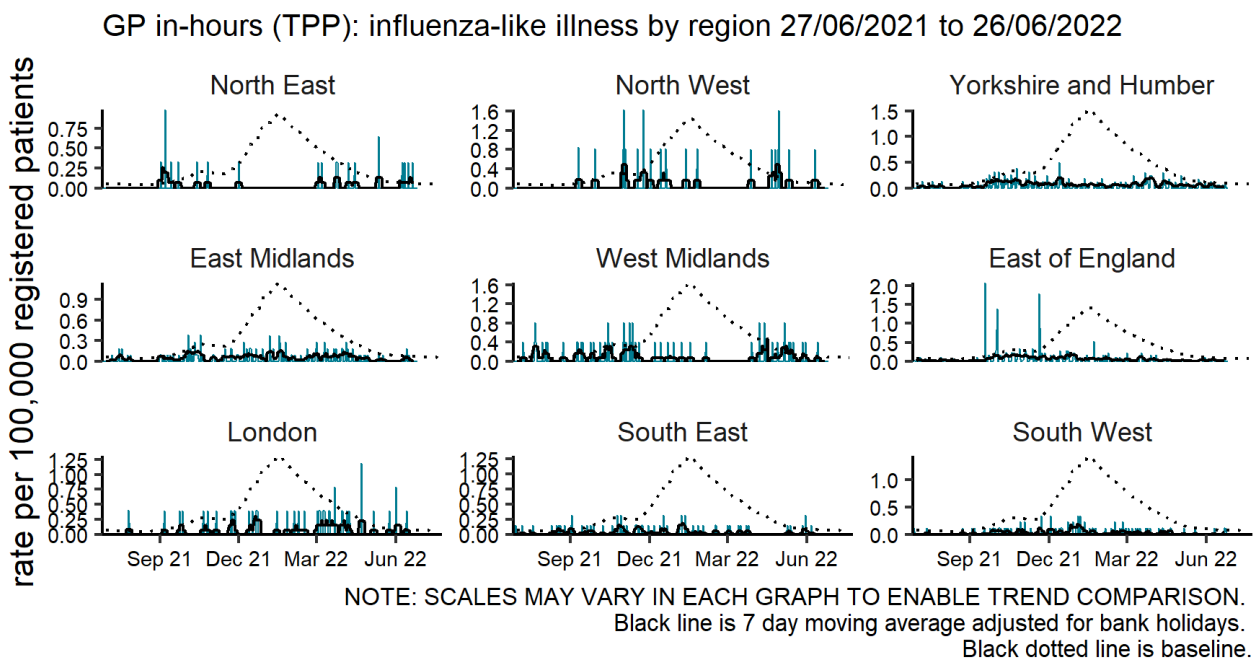 GP in-hours (TPP): influenza-like illness by region 27/06/2021 to 26/06/2022
rate per 100,000 registered patients
North East
0.75
0.50
0.25
0.00
North West
1.6
1.2
0.8
0.4
0.0
Yorkshire and Humber
1.5
1.0
0.5
0.0
East Midlands
0.9
0.6
0.3
0.0
West Midlands
1.6
1.2
0.8
0.4
0.0
East of England
2.0
1.5
1.0
0.5
0.0
London
1.25
1.00
0.75
0.50
0.25
0.00
South East
1.25
1.00
0.75
0.50
0.25
0.00
South West
1.0
0.5
0.0
Sep 21 Dec 21 Mar 22 Jun 22
Sep 21 Dec 21 Mar 22 Jun 22
Sep 21 Dec 21 Mar 22 Jun 22
NOTE: SCALES MAY VARY IN EACH GRAPH TO ENABLE TREND COMPARISON.
Black line is 7 day moving average adjusted for bank holidays.
Black dotted line is baseline.